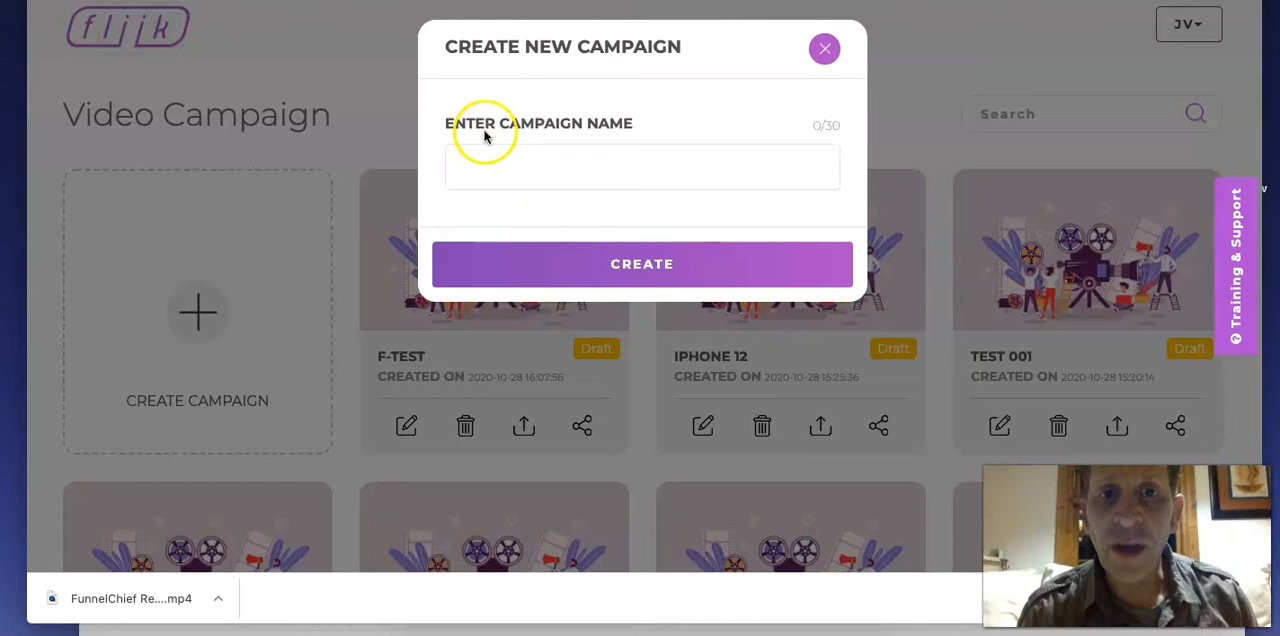 fljjk
CREATE NEW CAMPAIGN
JV
Video Campaign
ENTER CAMPAIGN NAME
0/30
Search
CREATE
Training & Support
CREATE CAMPAIGN
F-TEST
Draft
CREATED ON 2020-10-28 16:07:56
IPHONE 12
Draft
CREATED ON 2020-10-28 15:25:36
TEST 001
Draft
CREATED ON 2020-10-28 15:20:14
FunnelChief Re....mp4